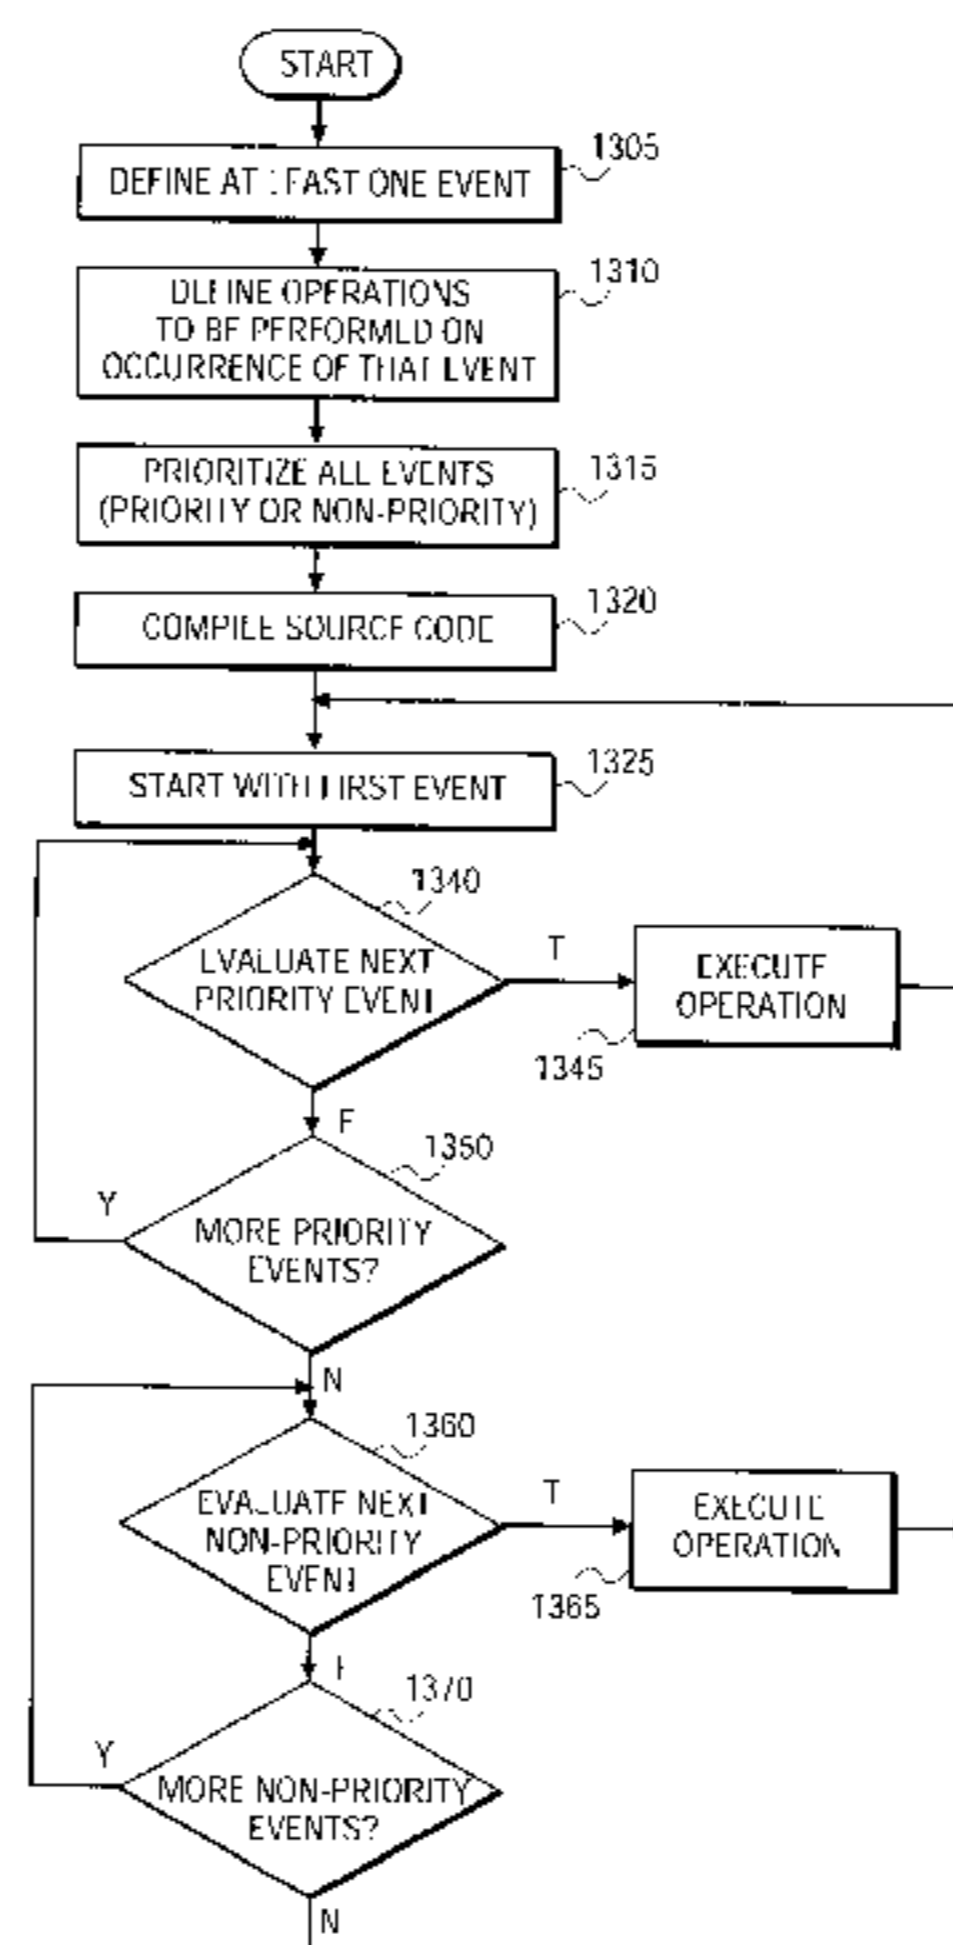 START
1305
DEFINE AT LEAST ONE EVENT
1310
DEFINE OPERATIONS
TO BE PERFORMED ON
OCCURRENCE OF THAT EVENT
1315
PRIORITIZE ALL EVENTS
(PRIORITY OR NON-PRIORITY)
1320
COMPILE SOURCE CODE
1325
START WITH FIRST EVENT
1340
EVALUATE NEXT
PRIORITY EVENT
T
EXECUTE
OPERATION
1345
F
1350
Y
MORE PRIORITY
EVENTS?
N
1360
EVALUATE NEXT
NON-PRIORITY
EVENT
T
EXECUTE
OPERATION
1365
F
1370
Y
MORE NON-PRIORITY
EVENTS?
N